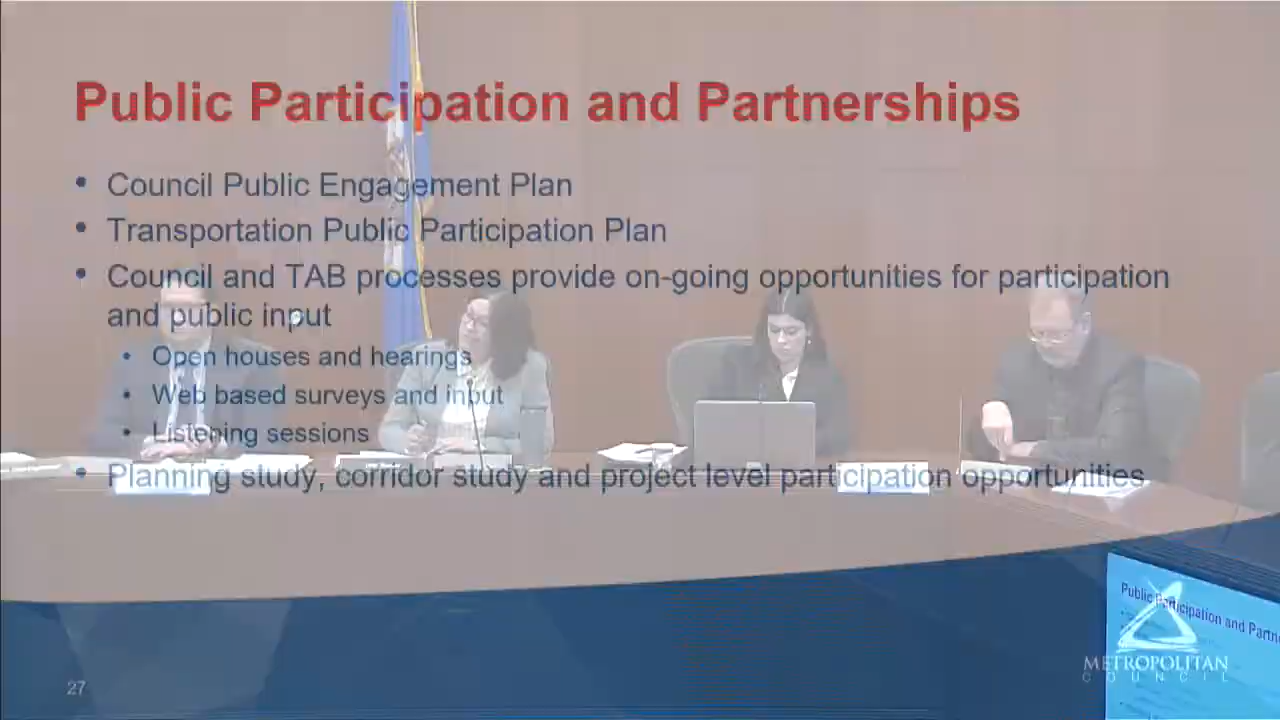 Public Participation and Partnerships
• Council Public Engagement Plan
• Transportation Public Participation Plan
• Council and TAB processes provide on-going opportunities for participation
and public input
• Open houses and hearings
• Web based surveys and input
• Listening sessions
• Planning study, corridor study and project level participation opportunities
Public Participation and Partne
METROPOLITAN
COUNCIL
27